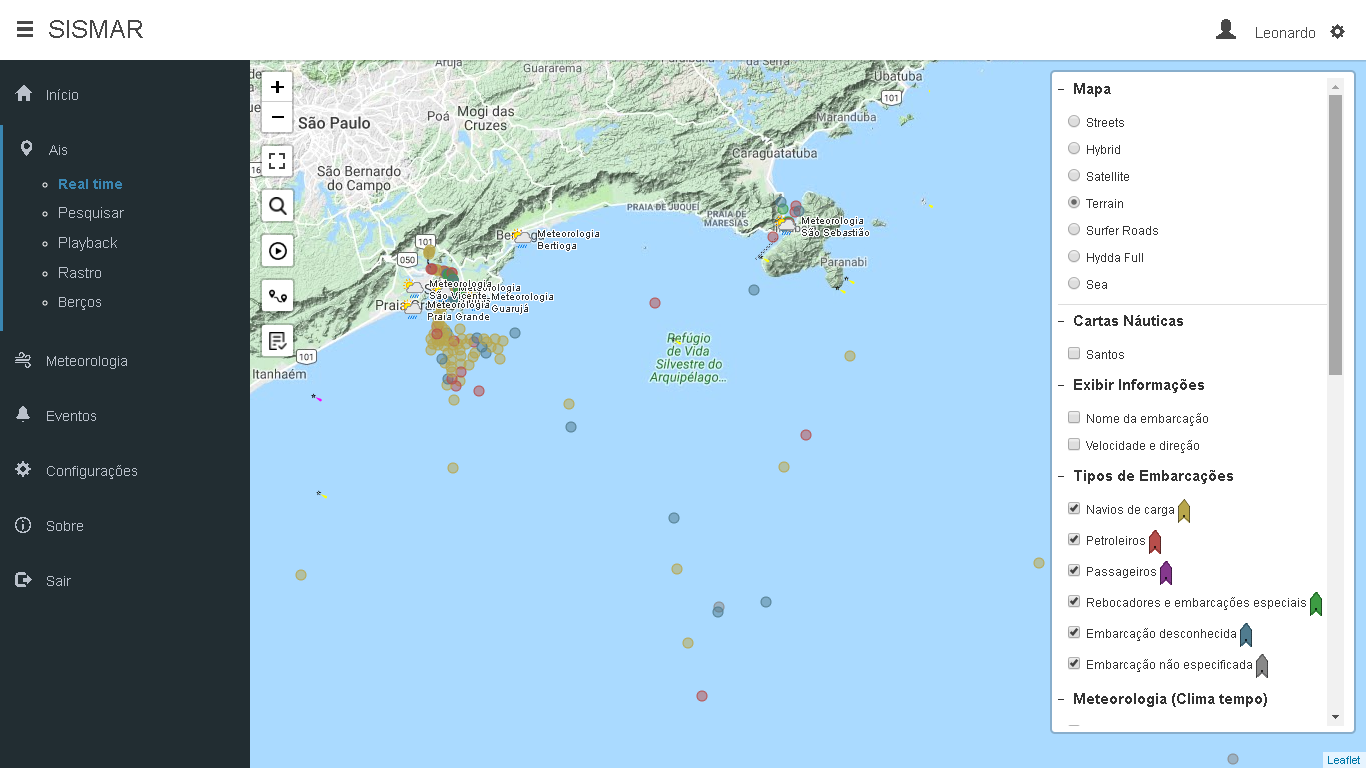 SISMAR
Leonardo
Início
Ais
Real time
Pesquisar
Playback
Rastro
Berços
Meteorologia
Eventos
Configurações
Sobre
Sair
+
−
Arujá
Guararema
da Serra
Ubatuba
101
Maranduba
São Paulo
Poá
Mogi das
Cruzes
Caraguatatuba
São Bernardo
do Campo
PRAIA DE JUQUEÍ
PRAIA DE
MARESIAS
Meteorologia
São Sebastião
Meteorologia
Bertioga
101
050
Paranabi
Meteorologia
São Vicente
Meteorologia
Guarujá
Meteorologia
Praia Grande
101
Itanhaém
Refúgio
de Vida
Silvestre do
Arquipélago...
Mapa
Streets
Hybrid
Satellite
Terrain
Surfer Roads
Hydda Full
Sea
Cartas Náuticas
Santos
Exibir Informações
Nome da embarcação
Velocidade e direção
Tipos de Embarcações
Navios de carga
Petroleiros
Passageiros
Rebocadores e embarcações especiais
Embarcação desconhecida
Embarcação não especificada
Meteorologia (Clima tempo)
Leaflet